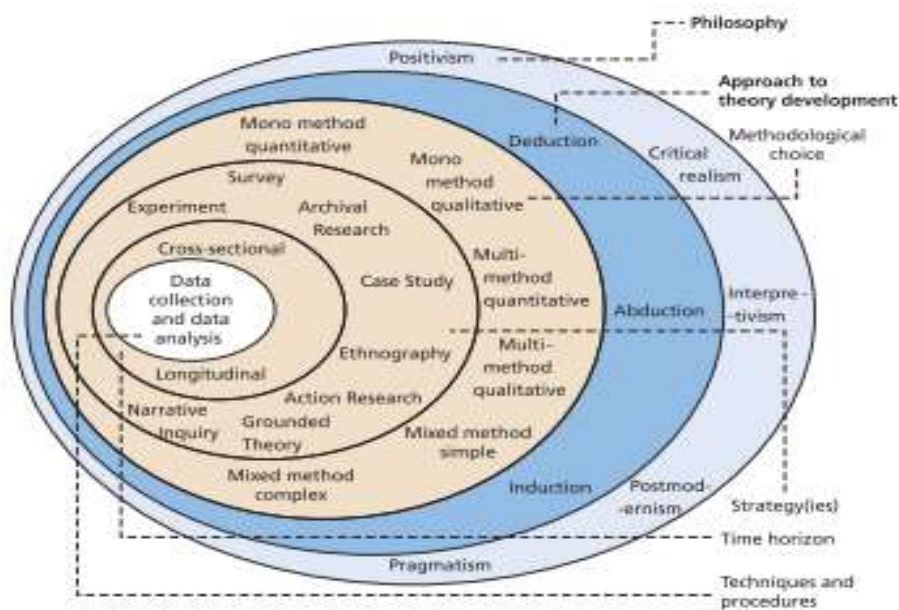 Philosophy
Positivism
Approach to
theory development
Mono method
quantitative
Deduction
Methodological
choice
Critical
realism
Mono
method
qualitative
Survey
Experiment
Archival
Research
Cross-sectional
Multi-
method
quantitative
Case Study
Data
collection
and data
analysis
Abduction
Interpre-
-tivism
Ethnography
Multi-
method
qualitative
Longitudinal
Action Research
Narrative
Inquiry
Grounded
Theory
Mixed method
simple
Mixed method
complex
Induction
Postmod-
-ernism
Strategy(ies)
Time horizon
Pragmatism
Techniques and
procedures